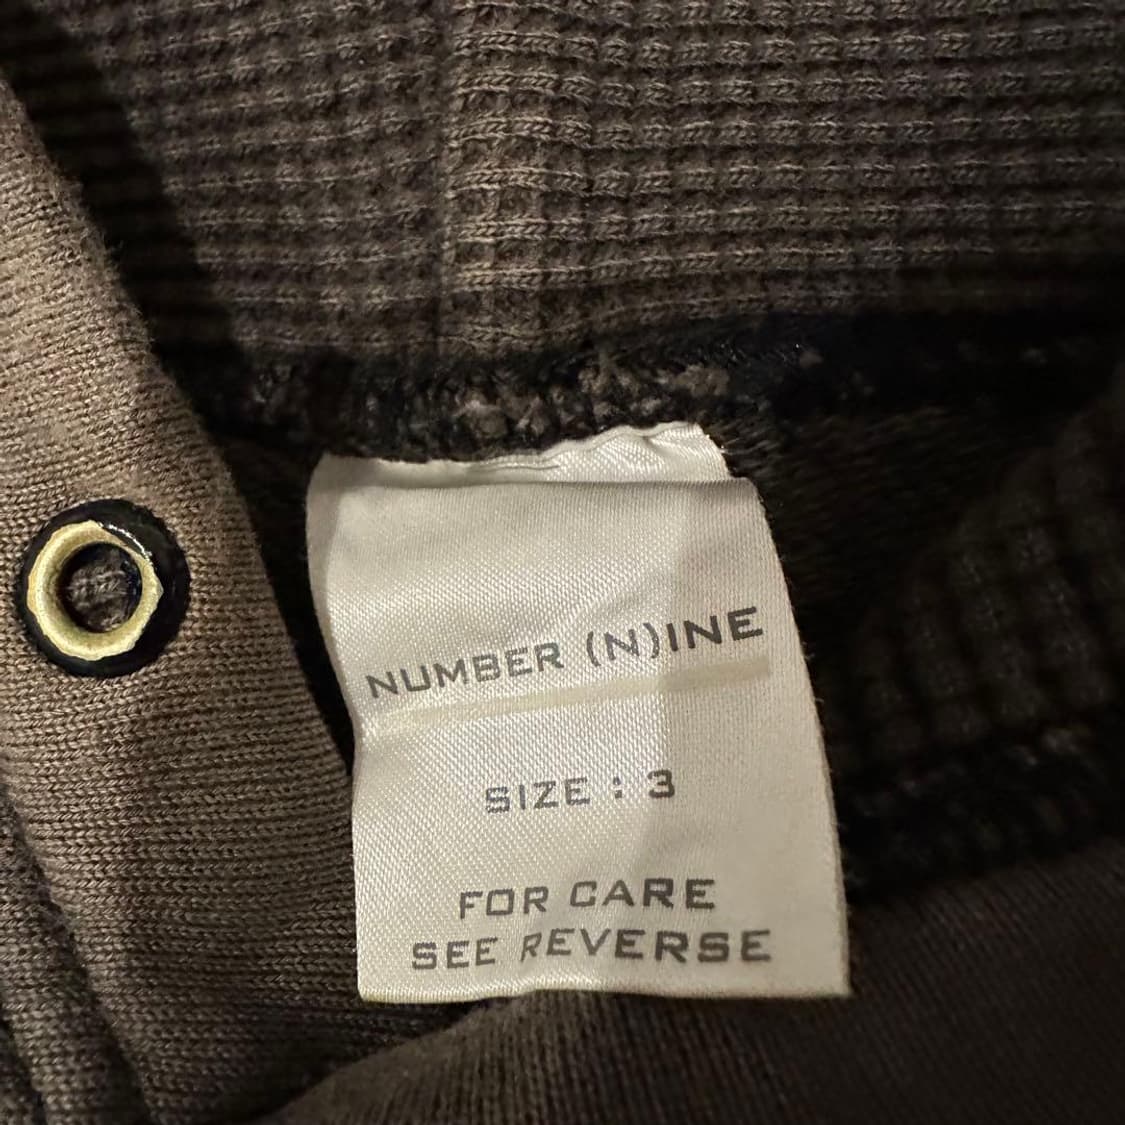 NUMBER (N)INE
SIZE : 3
FOR CARE
SEE REVERSE